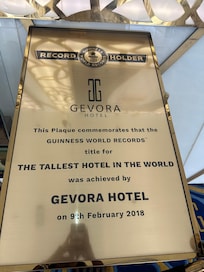 RECORD HOLDER
GEVORA
HOTEL
This Plaque commemorates that the
GUINNESS WORLD RECORDS
title for
THE TALLEST HOTEL IN THE WORLD
was achieved by
GEVORA HOTEL
on 9th February 2018